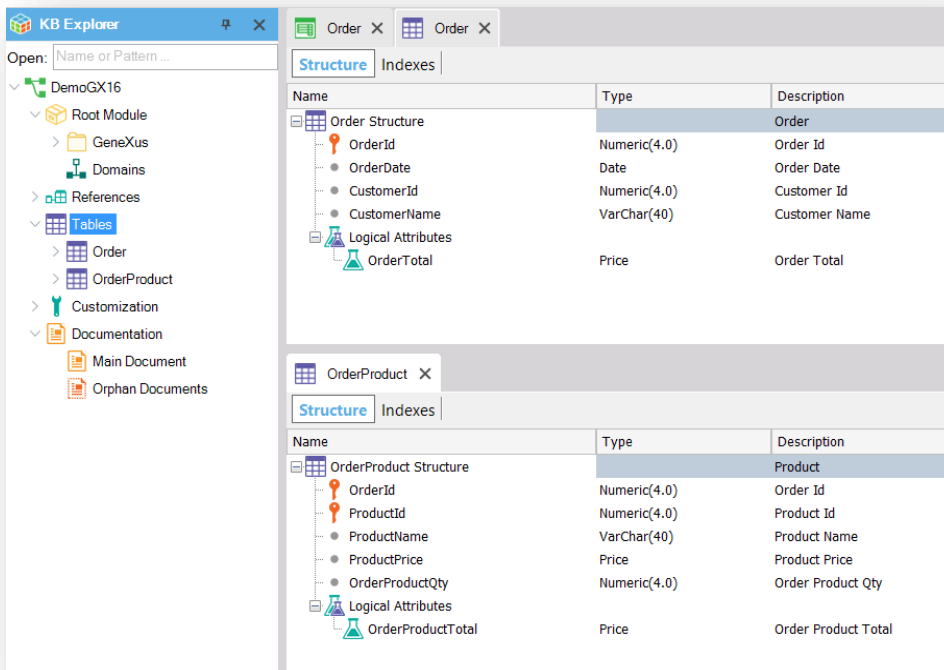 KB Explorer
Open: Name or Pattern ...
DemoGX16
Root Module
GeneXus
Domains
References
Tables
Order
OrderProduct
Customization
Documentation
Main Document
Orphan Documents
Order Order
Structure Indexes
Name Type Description
Order Structure Order
OrderId Numeric(4.0) Order Id
OrderDate Date Order Date
CustomerId Numeric(4.0) Customer Id
CustomerName VarChar(40) Customer Name
Logical Attributes
OrderTotal Price Order Total
OrderProduct
Structure Indexes
Name Type Description
OrderProduct Structure Product
OrderId Numeric(4.0) Order Id
ProductId Numeric(4.0) Product Id
ProductName VarChar(40) Product Name
ProductPrice Price Product Price
OrderProductQty Numeric(4.0) Order Product Qty
Logical Attributes
OrderProductTotal Price Order Product Total